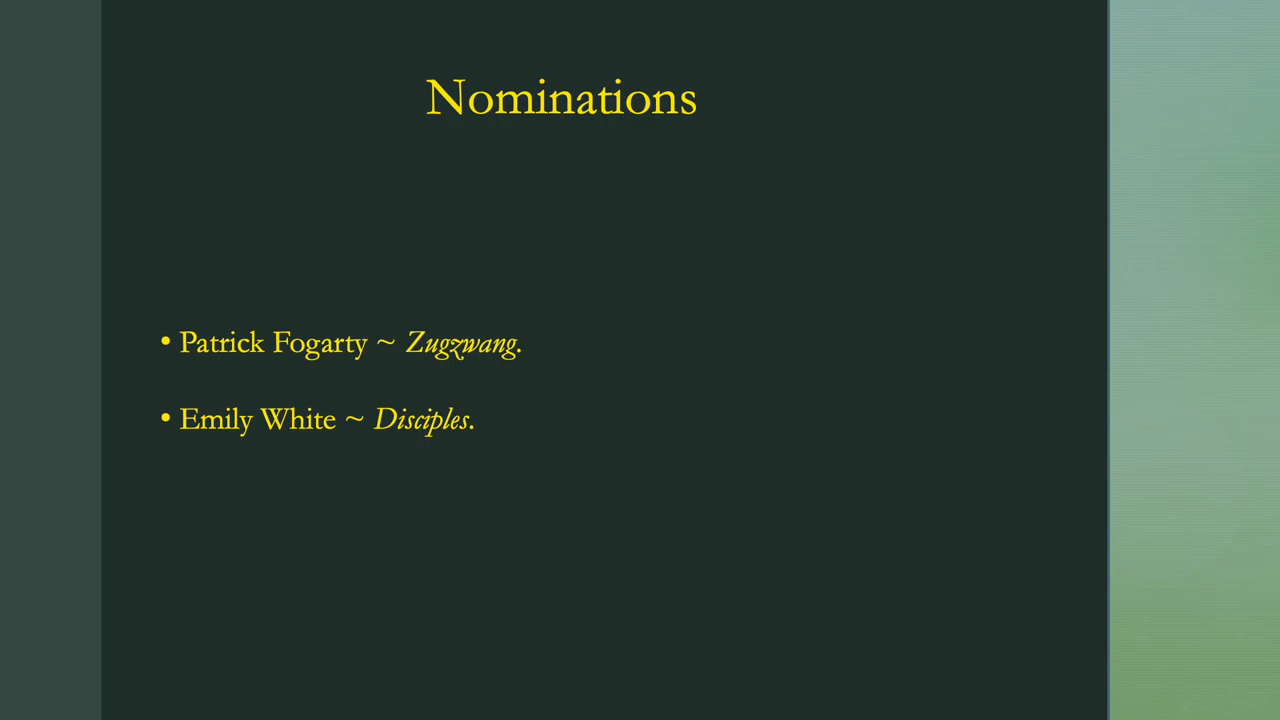 Nominations
• Patrick Fogarty ~ Zugzwang.
• Emily White ~ Disciples.